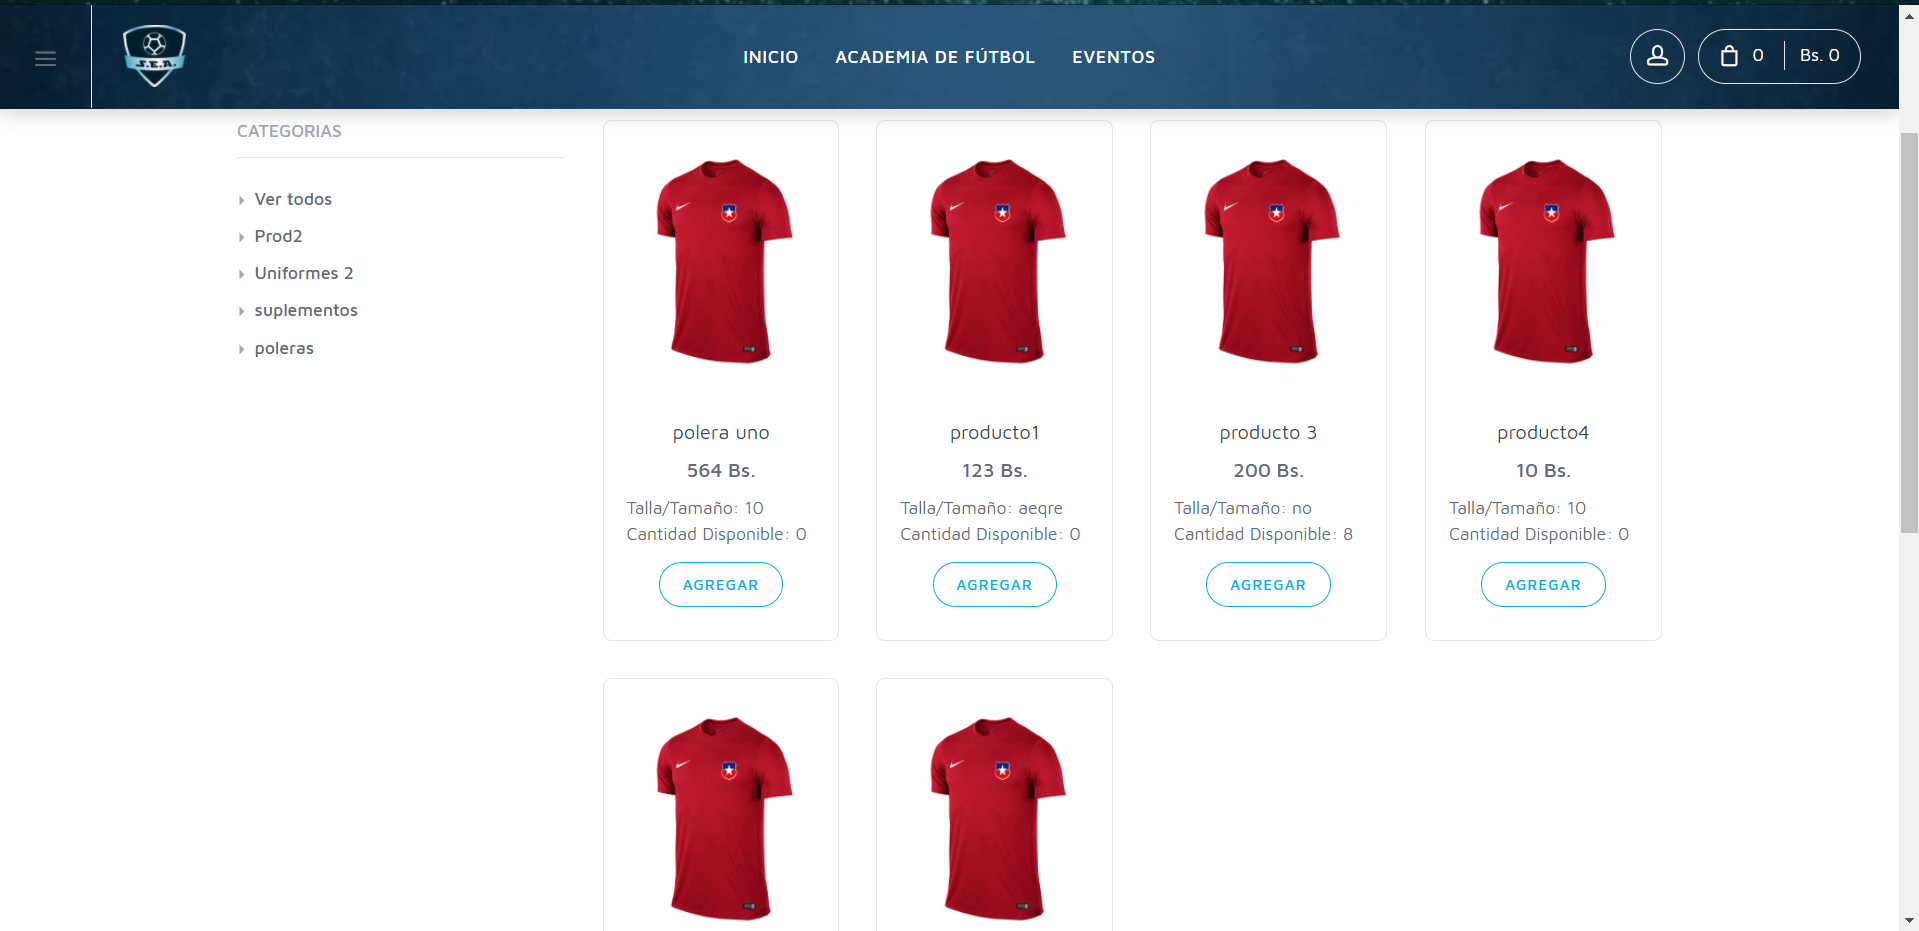 S.E.A.
INICIO
ACADEMIA DE FÚTBOL
EVENTOS
0
Bs. 0
CATEGORIAS
Ver todos
Prod2
Uniformes 2
suplementos
poleras
polera uno
564 Bs.
Talla/Tamaño: 10
Cantidad Disponible: 0
AGREGAR
producto1
123 Bs.
Talla/Tamaño: aeqre
Cantidad Disponible: 0
AGREGAR
producto 3
200 Bs.
Talla/Tamaño: no
Cantidad Disponible: 8
AGREGAR
producto4
10 Bs.
Talla/Tamaño: 10
Cantidad Disponible: 0
AGREGAR